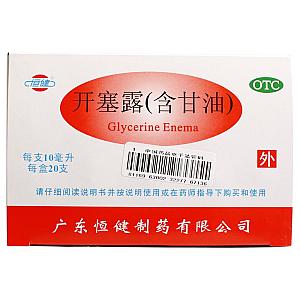 恒健
OTC
开塞露(含甘油)
Glycerine Enema
每支10毫升
每盒20支
外
请仔细阅读说明书并按说明使用或在药师指导下购买和使用
广东恒健制药有限公司